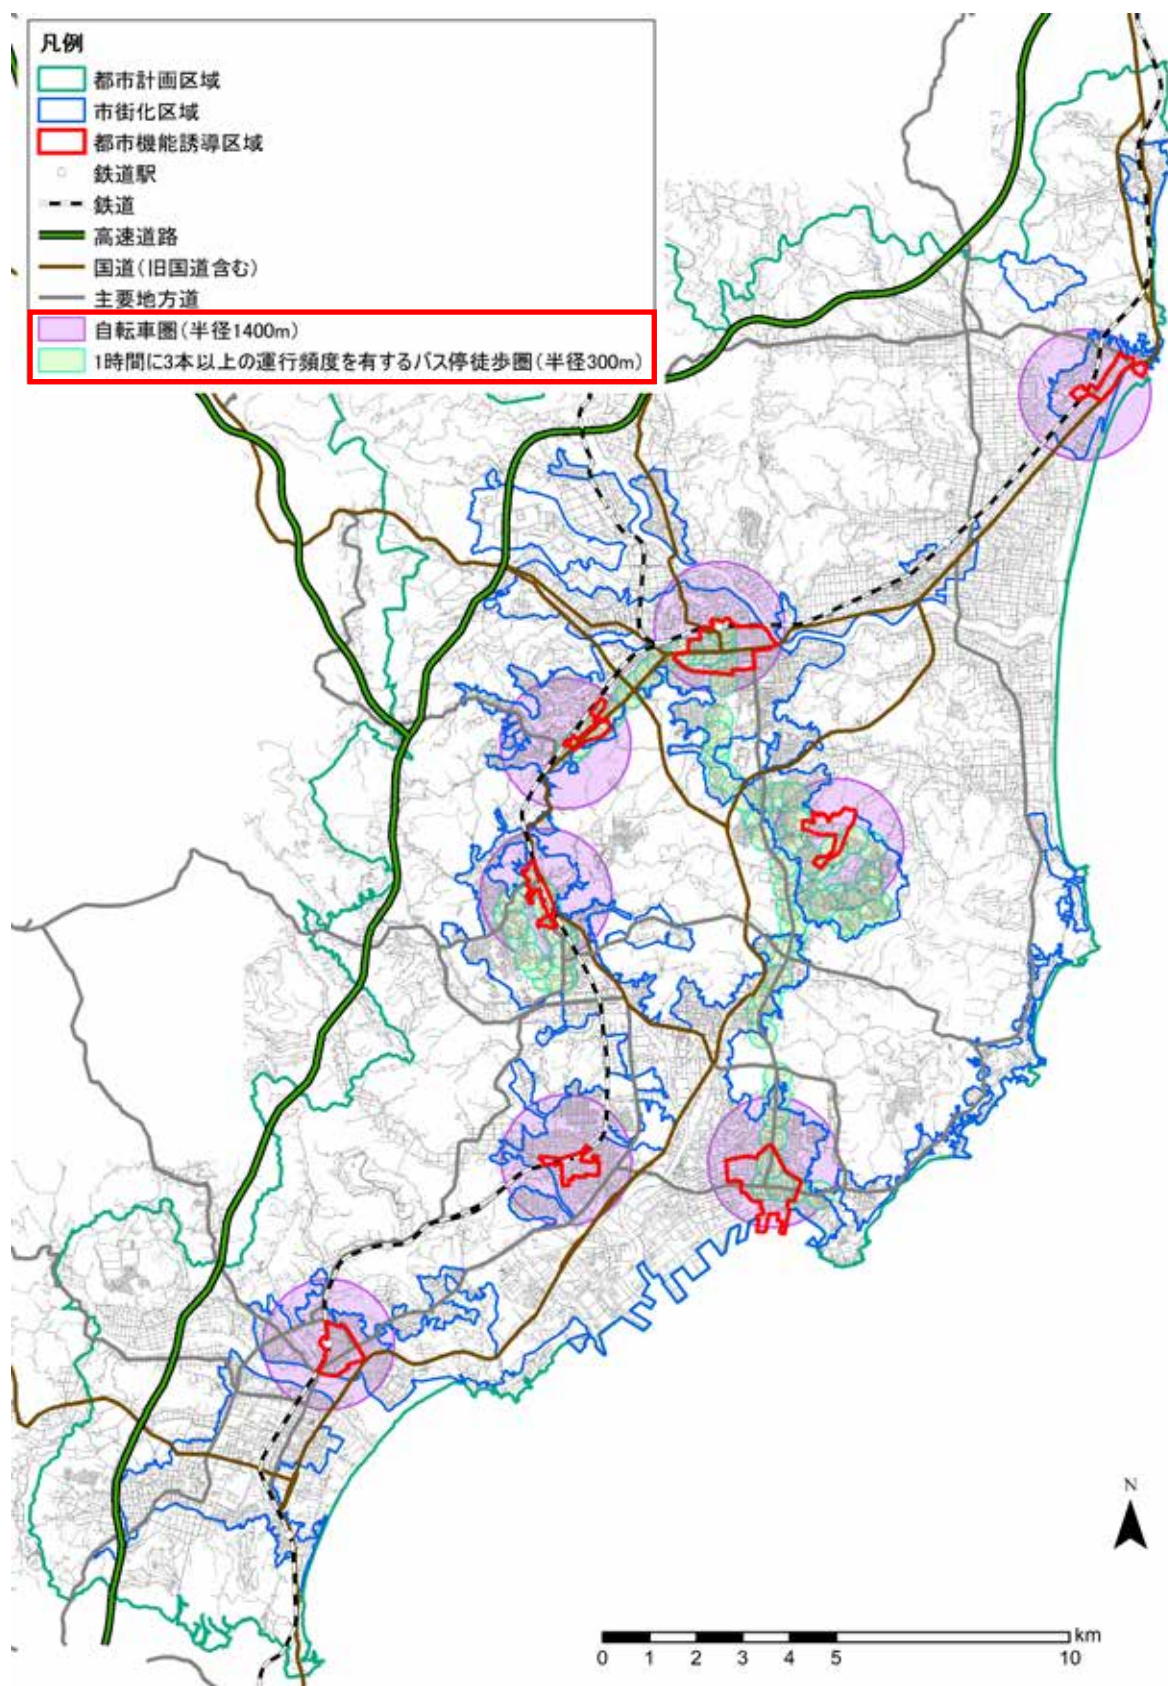 凡例
都市計画区域
市街化区域
都市機能誘導区域
鉄道駅
鉄道
高速道路
国道(旧国道含む)
主要地方道
自転車圏(半径1400m)
1時間に3本以上の運行頻度を有するバス停徒歩圏(半径300m)
N
km
0 1 2 3 4 5 10